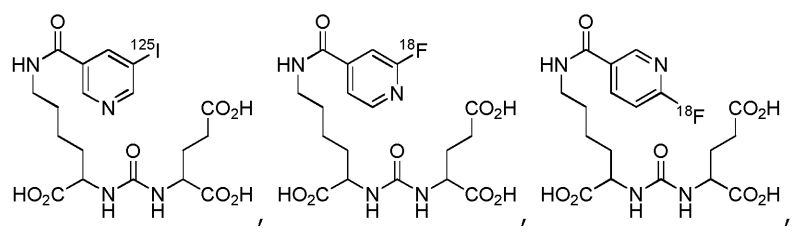 O 125I HN N CO2H O HO2C N H N H CO2H ,
O 18F HN N CO2H O HO2C N H N H CO2H ,
O HN N 18F CO2H O HO2C N H N H CO2H ,